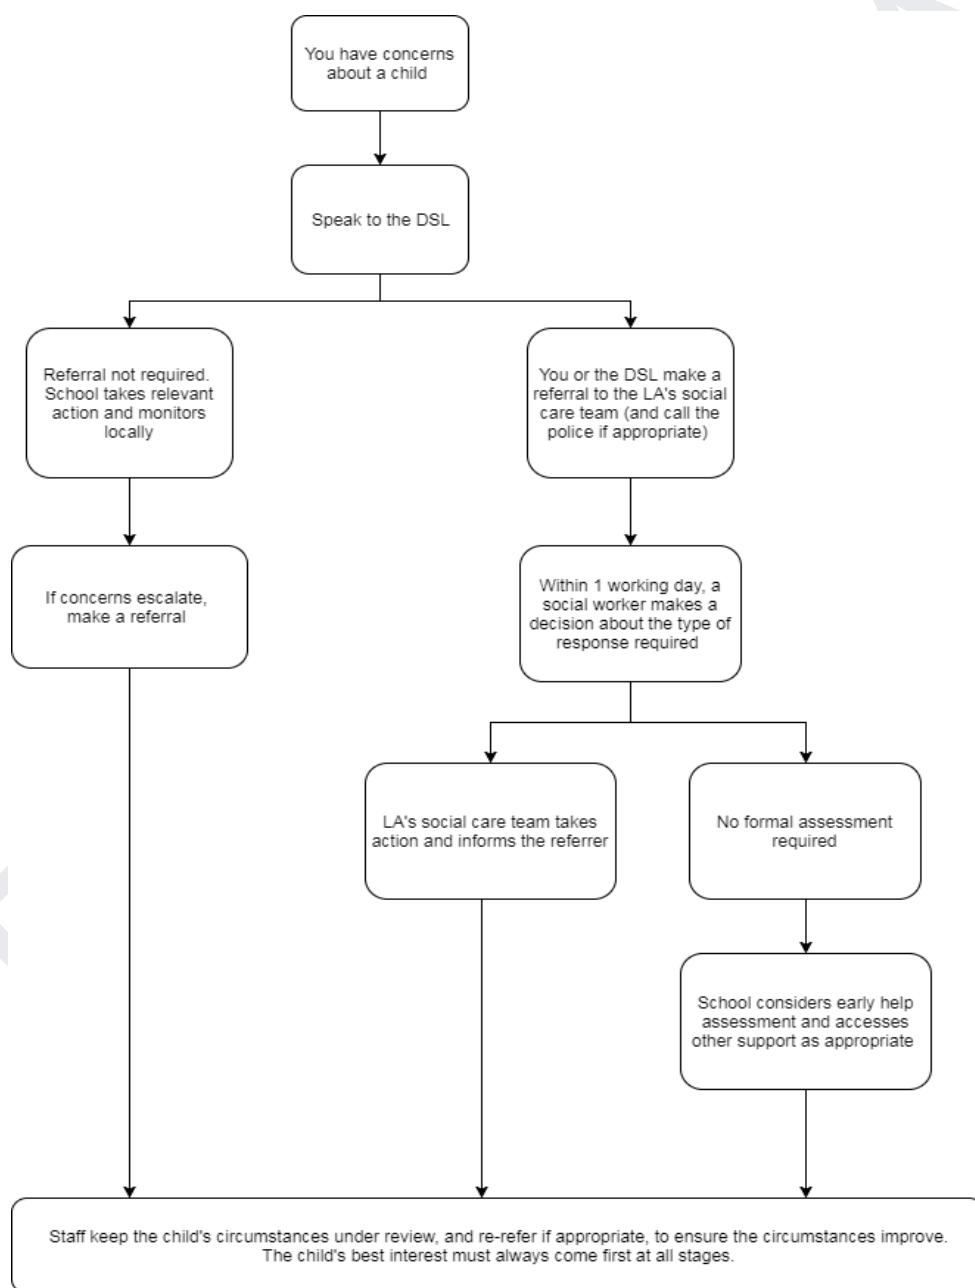 You have concerns
about a child
Speak to the DSL
Referral not required.
School takes relevant
action and monitors
locally
You or the DSL make a
referral to the LA's social
care team (and call the
police if appropriate)
If concerns escalate,
make a referral
Within 1 working day, a
social worker makes a
decision about the type of
response required
LA's social care team takes
action and informs the referrer
No formal assessment
required
School considers early help
assessment and accesses
other support as appropriate
Staff keep the child's circumstances under review, and re-refer if appropriate, to ensure the circumstances improve.
The child's best interest must always come first at all stages.